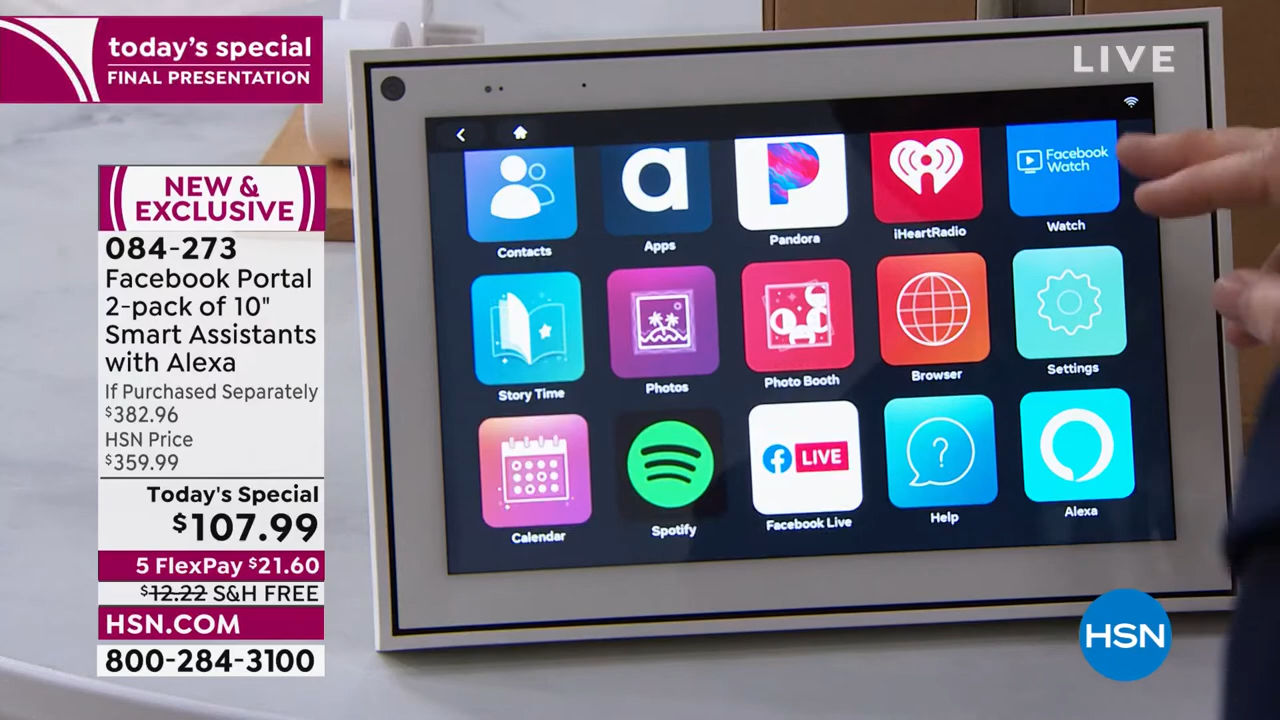 today's special
FINAL PRESENTATION
LIVE
NEW &
EXCLUSIVE
084-273
Facebook Portal
2-pack of 10"
Smart Assistants
with Alexa
If Purchased Separately
$382.96
HSN Price
$359.99
Today's Special
$107.99
5 FlexPay $21.60
$12.22 S&H FREE
HSN.COM
800-284-3100
a
P
Facebook
Watch
Contacts
Apps
Pandora
iHeartRadio
Watch
Story Time
Photos
Photo Booth
Browser
Settings
f LIVE
?
Calendar
Spotify
Facebook Live
Help
Alexa
HSN